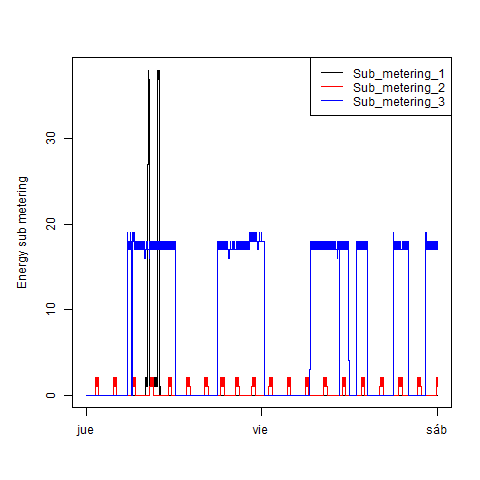 Sub_metering_1
Sub_metering_2
Sub_metering_3
Energy sub metering
30
20
10
0
jue vie sáb